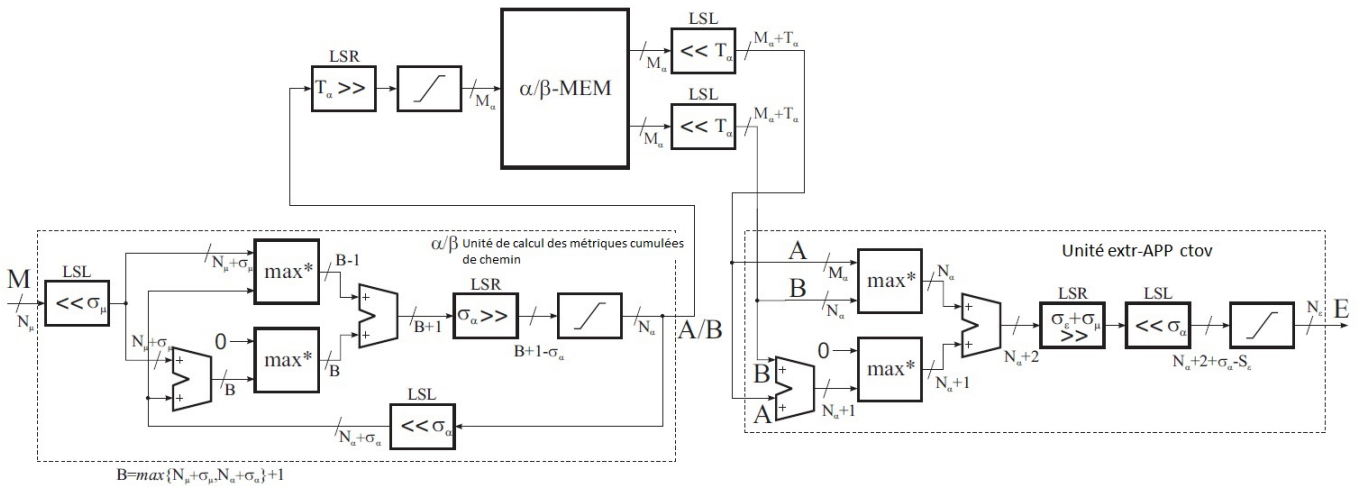 LSR
Tα >>
Mα
α/β-MEM
Mα
LSL
<< Tα
Mα+Tα
Mα
LSL
<< Tα
Mα+Tα
α/β Unité de calcul des métriques cumulées
de chemin
M
Nμ
LSL
<< σμ
Nμ+σμ
max*
B-1
Nμ+σμ
+
+
B
0
max*
B
+
+
B+1
LSR
σα >>
B+1-σα
Nα
A/B
LSL
<< σα
Nα+σα
B=max{Nμ+σμ,Nα+σα}+1
Unité extr-APP ctov
A
Mα
B
Nα
max*
Nα
B
A
+
+
Nα+1
0
max*
Nα+1
+
+
Nα+2
LSR
σε+σμ
>>
LSL
<< σα
Nα+2+σα-Sε
Nε
E